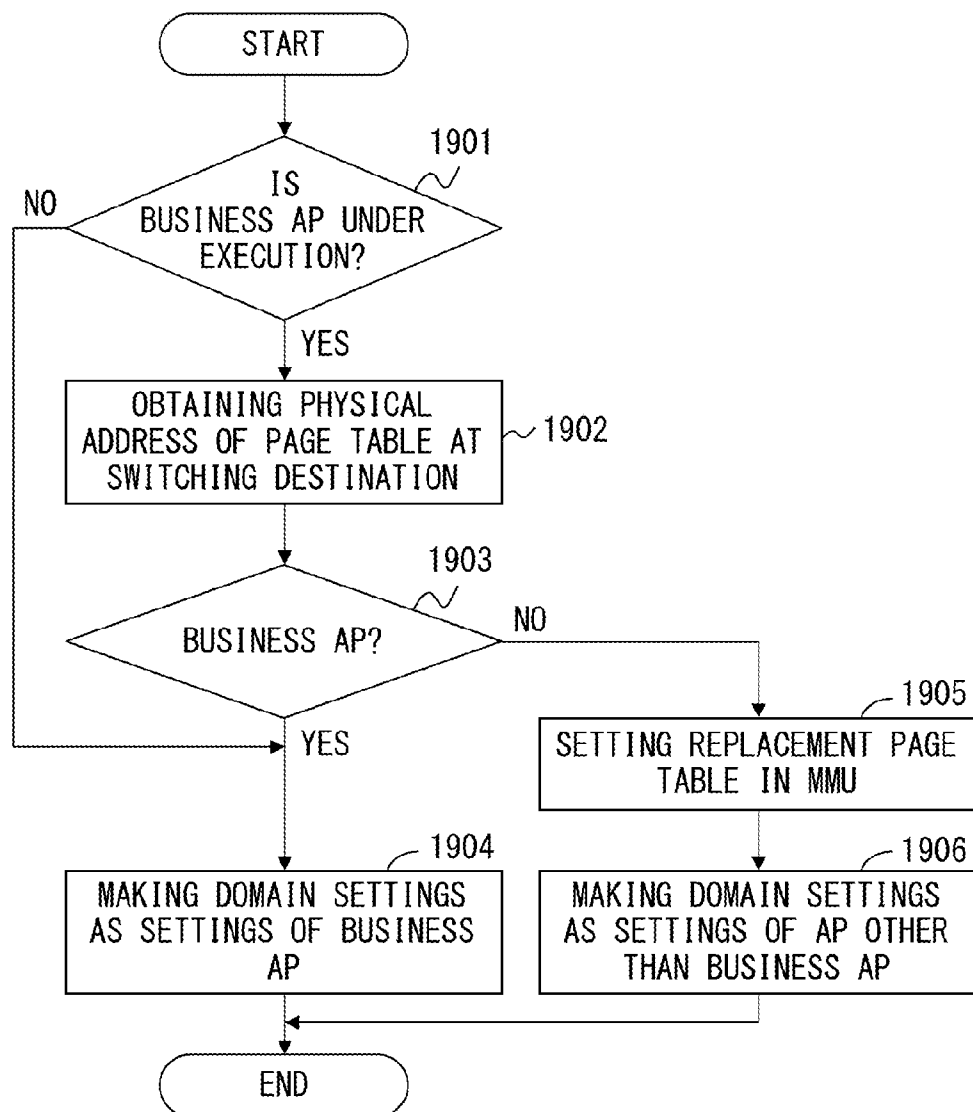 START
1901
IS
BUSINESS AP UNDER
EXECUTION?
NO
YES
OBTAINING PHYSICAL
ADDRESS OF PAGE TABLE AT
SWITCHING DESTINATION
1902
1903
BUSINESS AP?
NO
YES
1905
SETTING REPLACEMENT PAGE
TABLE IN MMU
1904
MAKING DOMAIN SETTINGS
AS SETTINGS OF BUSINESS
AP
1906
MAKING DOMAIN SETTINGS
AS SETTINGS OF AP OTHER
THAN BUSINESS AP
END